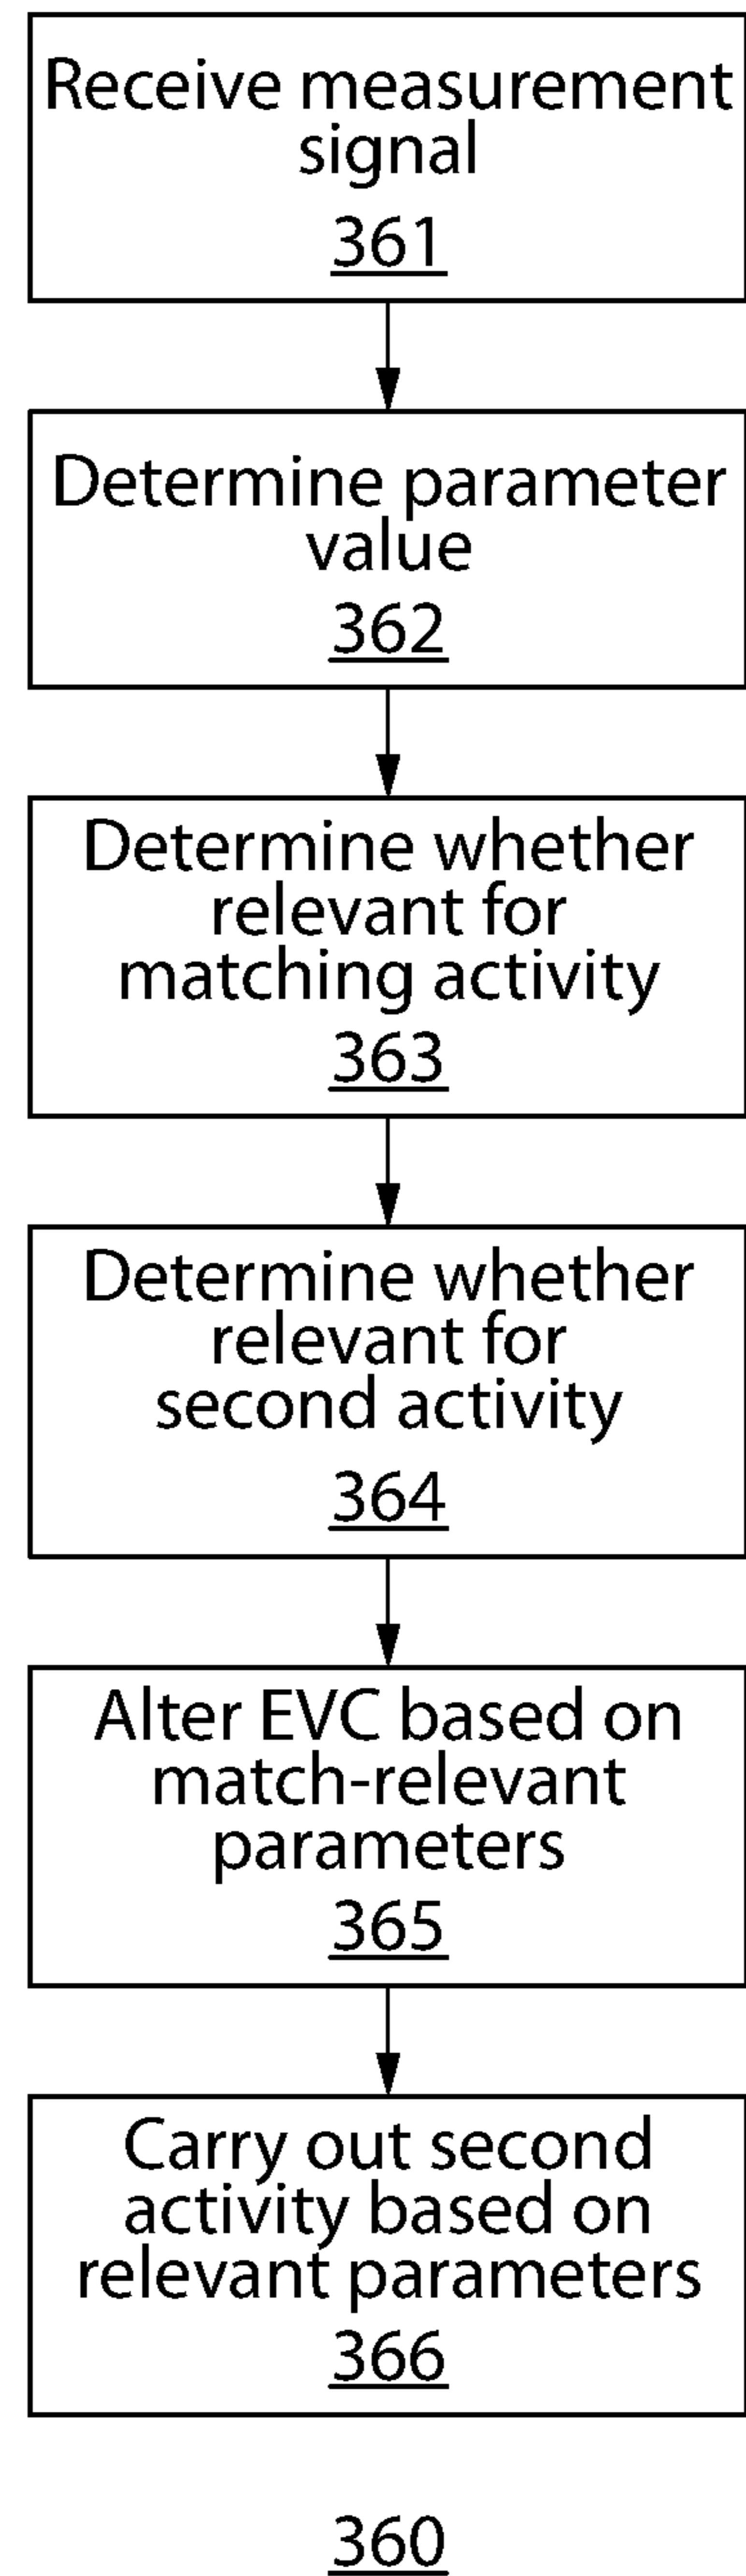 Receive measurement
signal
361
Determine parameter
value
362
Determine whether
relevant for
matching activity
363
Determine whether
relevant for
second activity
364
Alter EVC based on
match-relevant
parameters
365
Carry out second
activity based on
relevant parameters
366
360